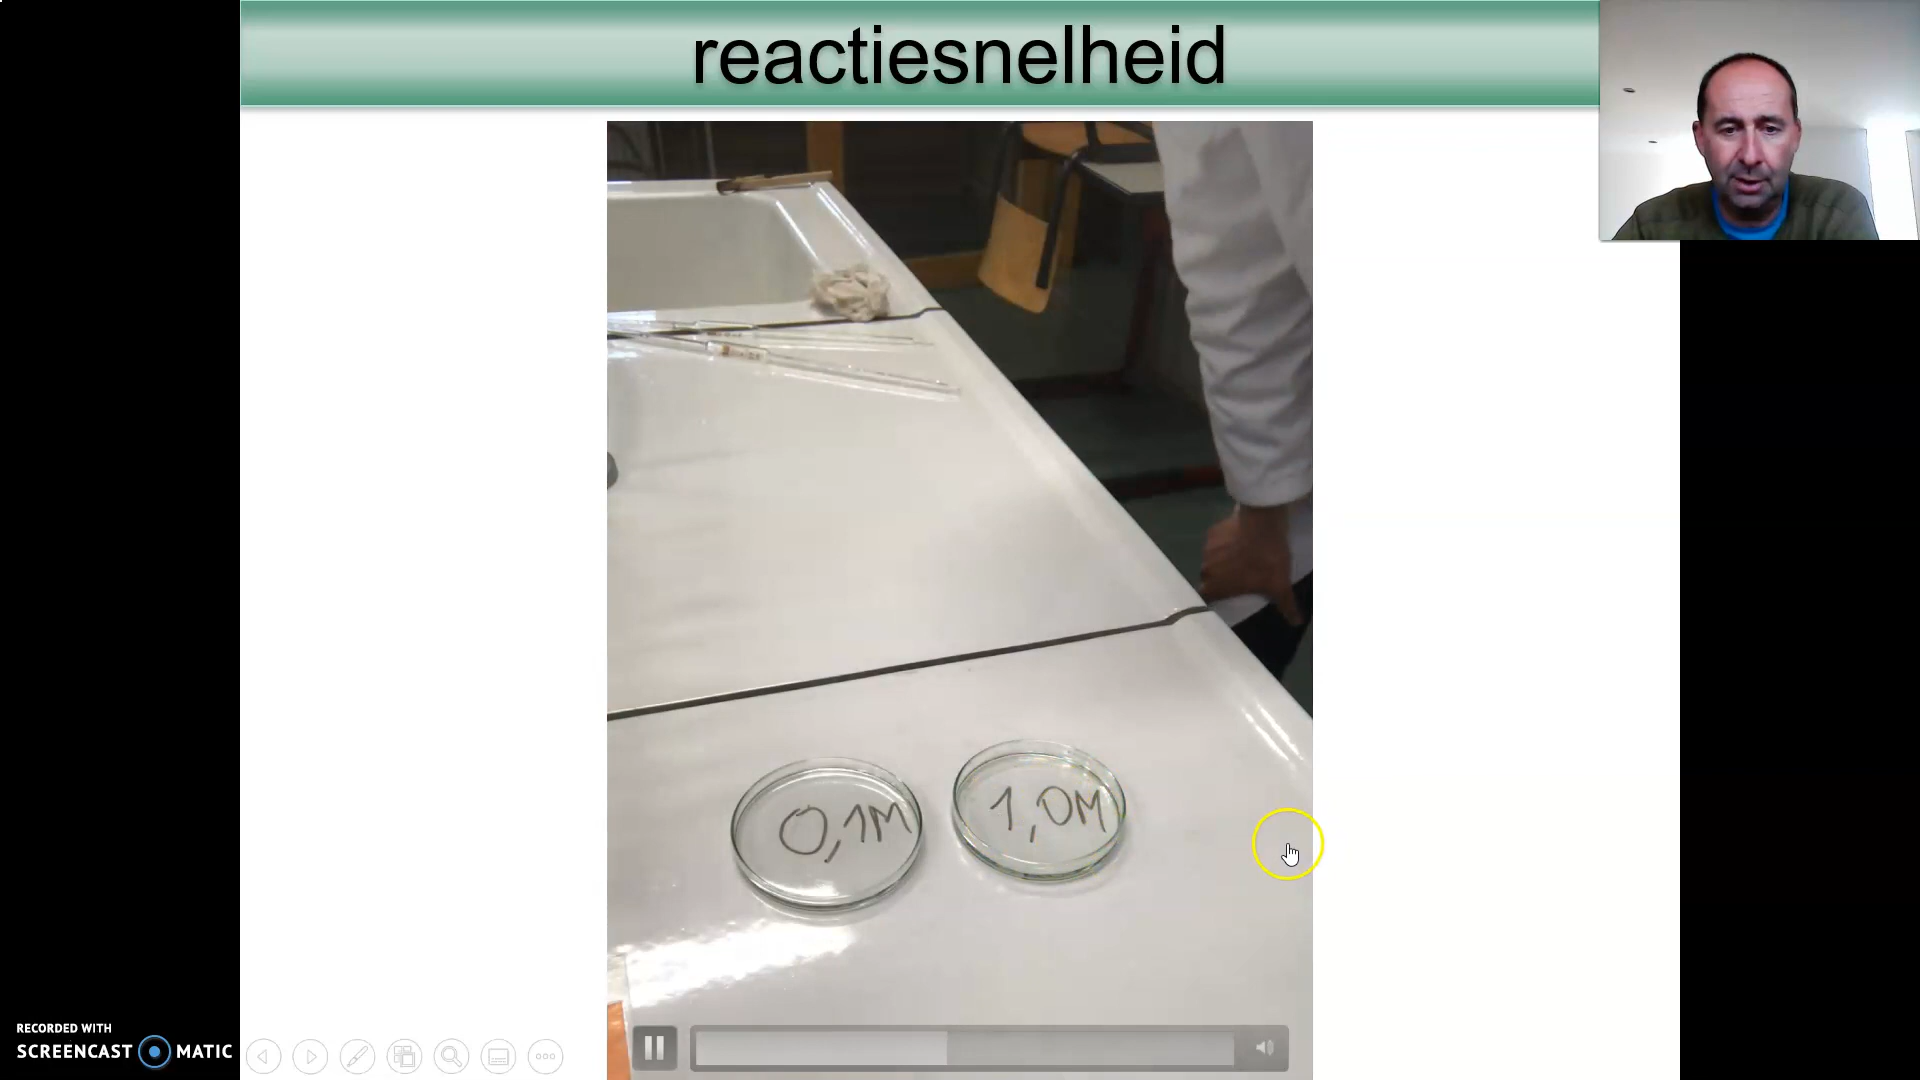 reactiesnelheid
0,1M
1,0M
RECORDED WITH
SCREENCAST MATIC